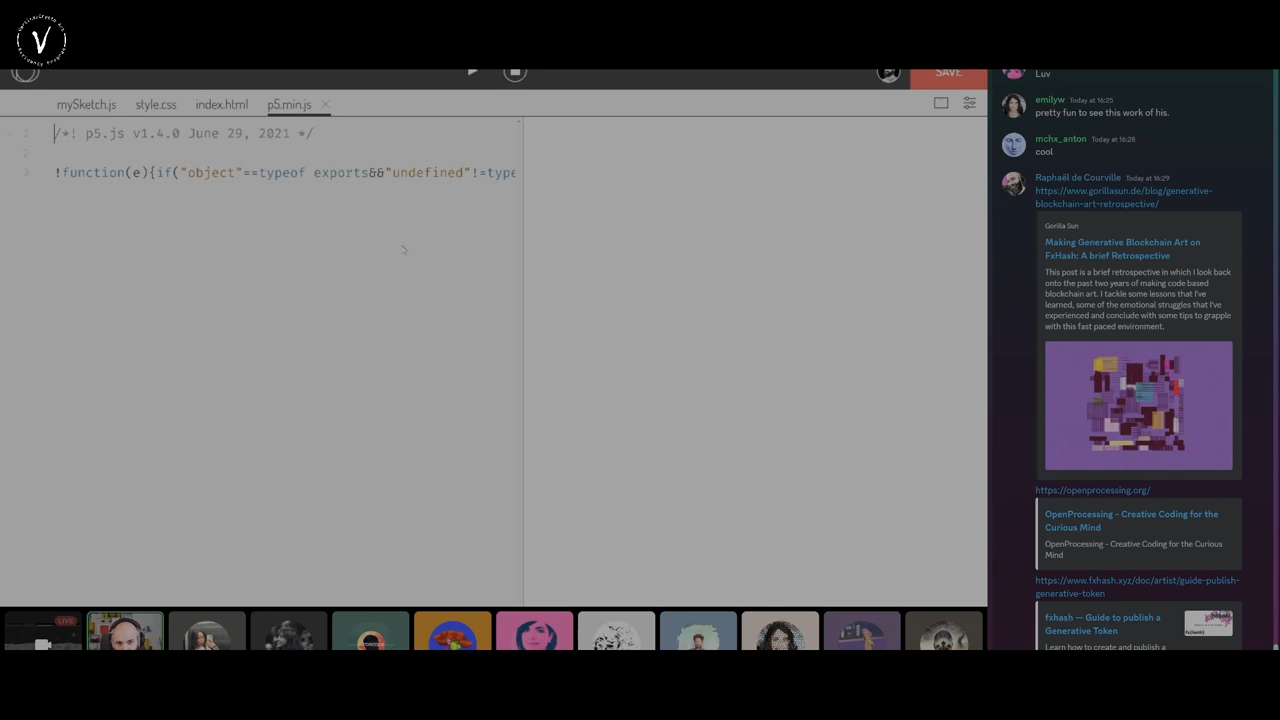 V
SAVE
mySketch.js style.css index.html p5.min.js ×
1 /*! p5.js v1.4.0 June 29, 2021 */
2
3 !function(e){if("object"==typeof exports&&"undefined"!=type
LIVE
Luv
emilyw Today at 16:25
pretty fun to see this work of his.
mchx_anton Today at 16:28
cool
Raphaël de Courville Today at 16:29
https://www.gorillasun.de/blog/generative-
blockchain-art-retrospective/
Gorilla Sun
Making Generative Blockchain Art on
FxHash: A brief Retrospective
This post is a brief retrospective in which I look back
onto the past two years of making code based
blockchain art. I tackle some lessons that I've
learned, some of the emotional struggles that I've
experienced and conclude with some tips to grapple
with this fast paced environment.
https://openprocessing.org/
OpenProcessing - Creative Coding for the
Curious Mind
OpenProcessing - Creative Coding for the Curious
Mind
https://www.fxhash.xyz/doc/artist/guide-publish-
generative-token
fxhash — Guide to publish a
Generative Token
fx(hash)
Learn how to create and publish a